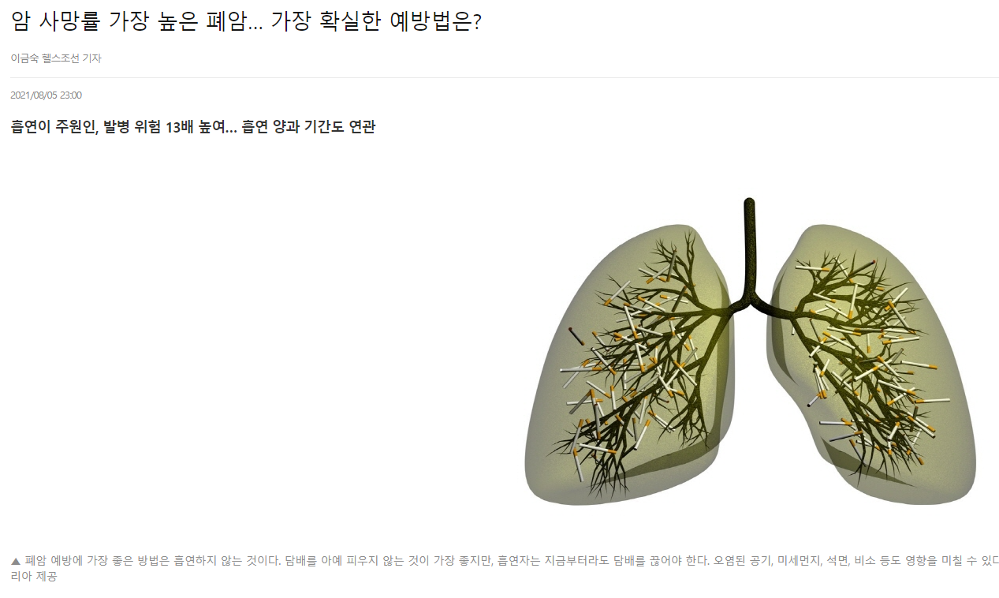 암 사망률 가장 높은 폐암... 가장 확실한 예방법은?
이금숙 헬스조선 기자
2021/08/05 23:00
흡연이 주원인, 발병 위험 13배 높여... 흡연 양과 기간도 연관
▲ 폐암 예방에 가장 좋은 방법은 흡연하지 않는 것이다. 담배를 아예 피우지 않는 것이 가장 좋지만, 흡연자는 지금부터라도 담배를 끊어야 한다. 오염된 공기, 미세먼지, 석면, 비소 등도 영향을 미칠 수 있다
리아 제공